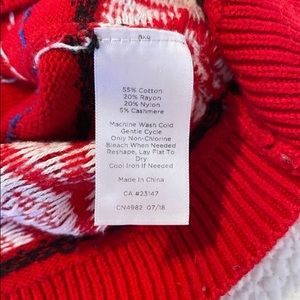 55% Cotton
20% Rayon
20% Nylon
5% Cashmere
Machine Wash Cold
Gentle Cycle
Only Non-Chlorine
Bleach When Needed
Reshape, Lay Flat To
Dry
Cool Iron If Needed
Made In China
CA #23147
CN4982 07/18